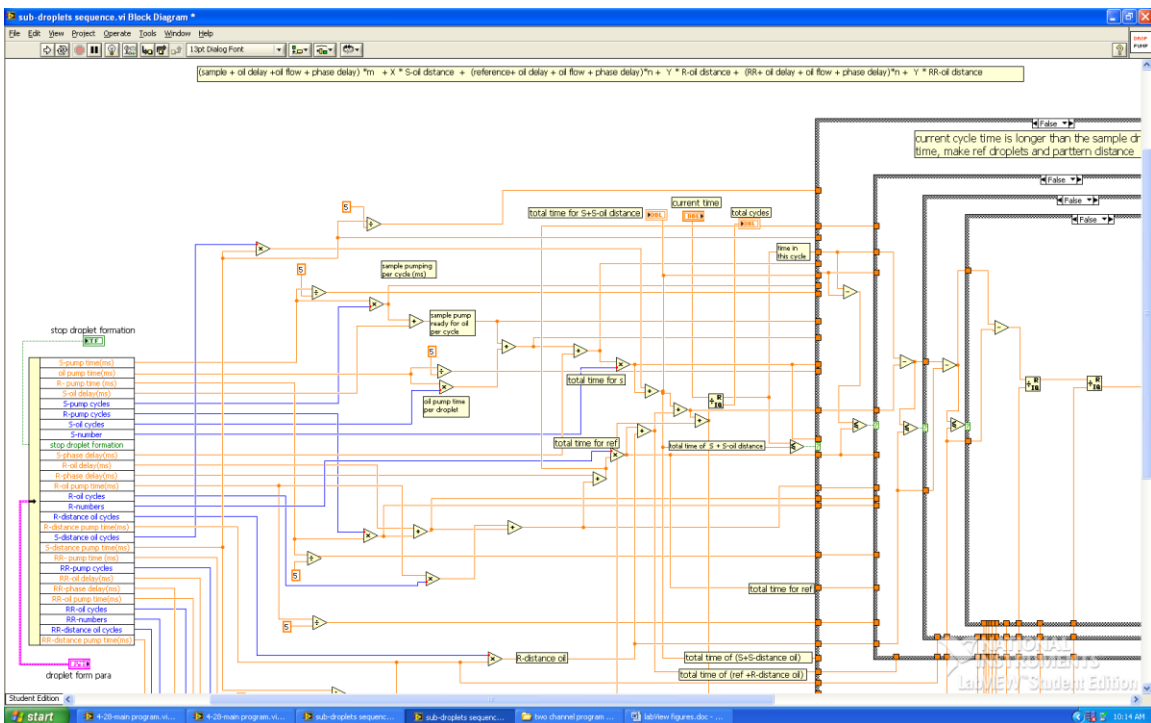 sub-droplets sequence.vi Block Diagram *
File Edit View Project Operate Tools Window Help
13pt Dialog Font
DROP
PUMP
(sample + oil delay +oil flow + phase delay) *m + X * S-oil distance + (reference+ oil delay + oil flow + phase delay)*n + Y * R-oil distance + (RR+ oil delay + oil flow + phase delay)*n + Y * RR-oil distance
False
current cycle time is longer than the sample dr
time, make ref droplets and parttern distance
False
False
False
5
total time for S+S-oil distance
DBL
current time
DBL
total cycles
DBL
time in
this cycle
5
sample pumping
per cycle (ms)
sample pump
ready for oil
per cycle
stop droplet formation
TF
5
total time for s
oil pump time
per droplet
total time for ref
total time of S + S-oil distance
S-pump time(ms)
oil pump time(ms)
R- pump time(ms)
S-oil delay(ms)
S-pump cycles
R-pump cycles
S-oil cycles
S-number
stop droplet formation
S-phase delay(ms)
R-oil delay(ms)
R-phase delay(ms)
R-oil pump time(ms)
R-oil cycles
R-numbers
R-distance oil cycles
R-distance pump time(ms)
S-distance oil cycles
S-distance pump time(ms)
RR- pump time (ms)
RR-pump cycles
RR-oil delay(ms)
RR-phase delay(ms)
RR-oil pump time(ms)
RR-oil cycles
RR-numbers
RR-distance oil cycles
RR-distance pump time(ms)
5
total time for ref
5
R-distance oil
total time of (S+S-distance oil)
total time of (ref +R-distance oil)
droplet form para
NATIONAL
INSTRUMENTS
LabVIEW Student Edition
Student Edition
start
4-28-main program.vi...
4-28-main program.vi...
sub-droplets sequenc...
sub-droplets sequenc...
two channel program ...
labView figures.doc - ...
10:14 AM